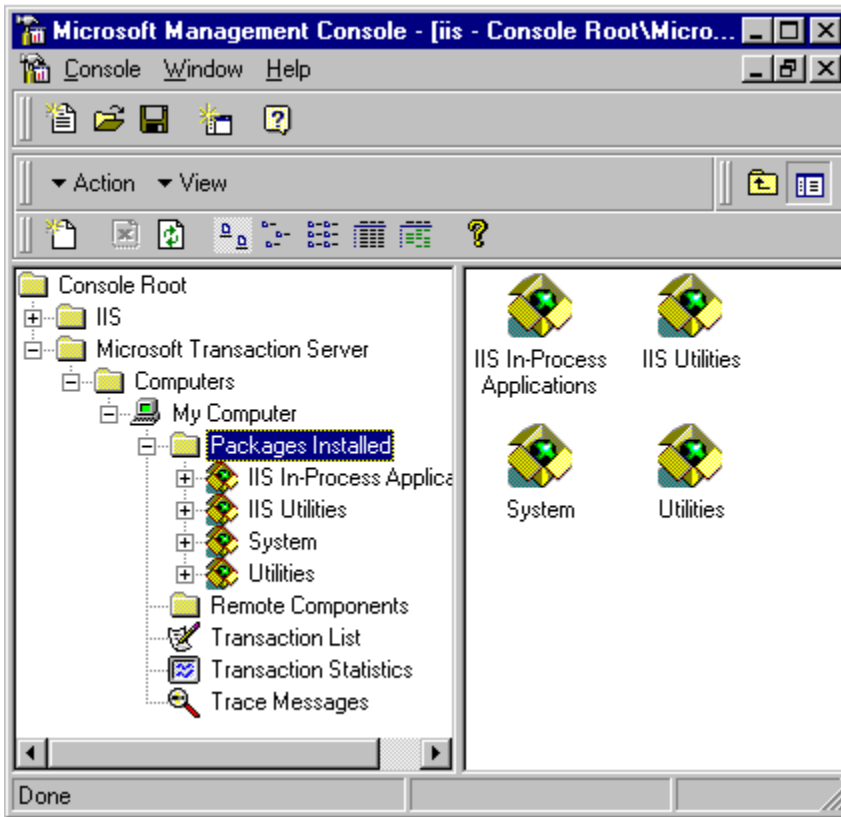 Microsoft Management Console - [iis - Console Root\Micro...
Console Window Help
Action View
Console Root
IIS
Microsoft Transaction Server
Computers
My Computer
Packages Installed
IIS In-Process Applica
IIS Utilities
System
Utilities
Remote Components
Transaction List
Transaction Statistics
Trace Messages
IIS In-Process
Applications
IIS Utilities
System
Utilities
Done